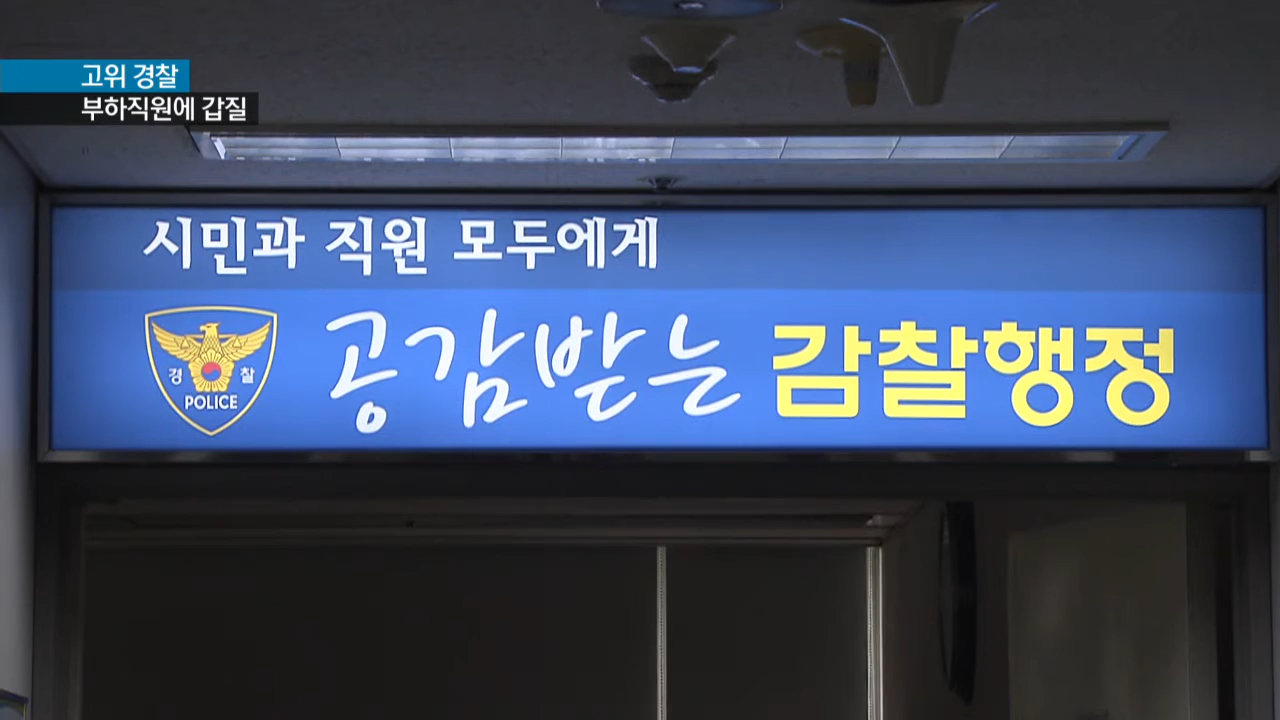 고위 경찰
부하직원에 갑질
시민과 직원 모두에게
경 찰
POLICE
공감받는 감찰행정